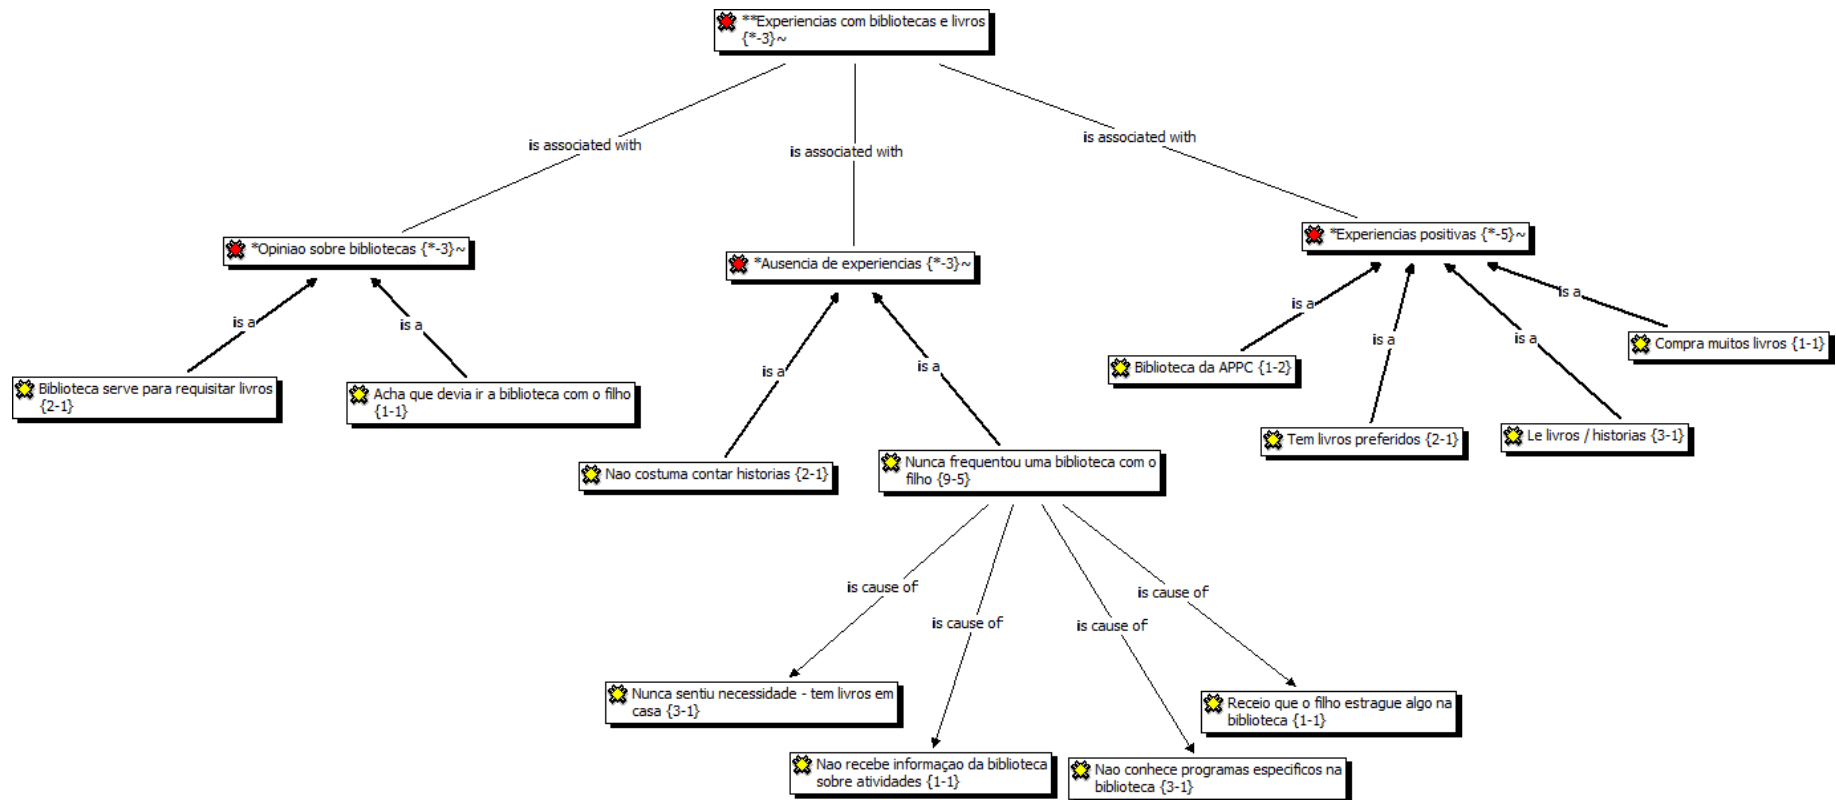 **Experiencias com bibliotecas e livros
{*-3}~
is associated with
is associated with
is associated with
*Opiniao sobre bibliotecas {*-3}~
*Ausencia de experiencias {*-3}~
*Experiencias positivas {*-5}~
is a
is a
is a
is a
is a
is a
is a
is a
Biblioteca serve para requisitar livros
{2-1}
Acha que devia ir a biblioteca com o filho
{1-1}
Nao costuma contar historias {2-1}
Nunca frequentou uma biblioteca com o
filho {9-5}
Biblioteca da APPC {1-2}
Tem livros preferidos {2-1}
Le livros / historias {3-1}
Compra muitos livros {1-1}
is cause of
is cause of
is cause of
is cause of
Nunca sentiu necessidade - tem livros em
casa {3-1}
Nao recebe informaçao da biblioteca
sobre atividades {1-1}
Nao conhece programas especificos na
biblioteca {3-1}
Receio que o filho estrague algo na
biblioteca {1-1}